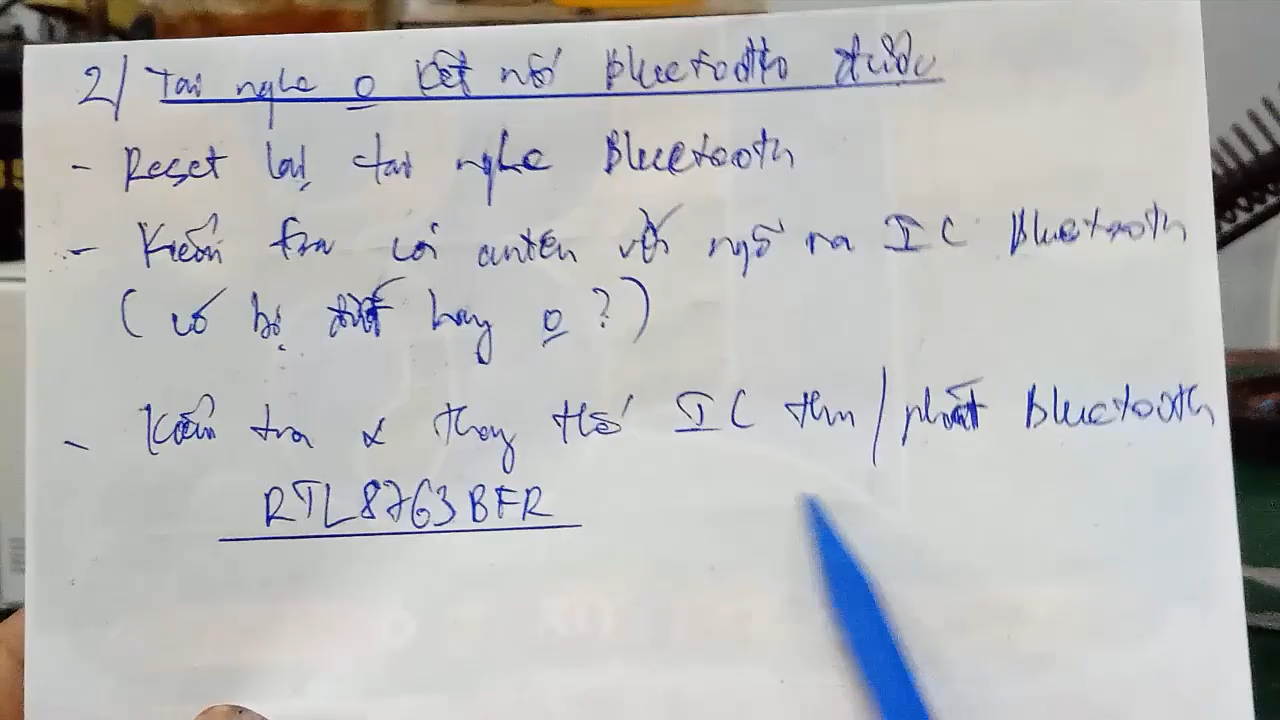 2/ Tai nghe o kết nối Bluetooth được
- Reset lại tai nghe Bluetooth
- Kiểm tra lỗi anten với ngõ ra IC Bluetooth
(có bị đứt hay o?)
- Kiểm tra & thay thế IC thu/phát Bluetooth
RTL8763BFR